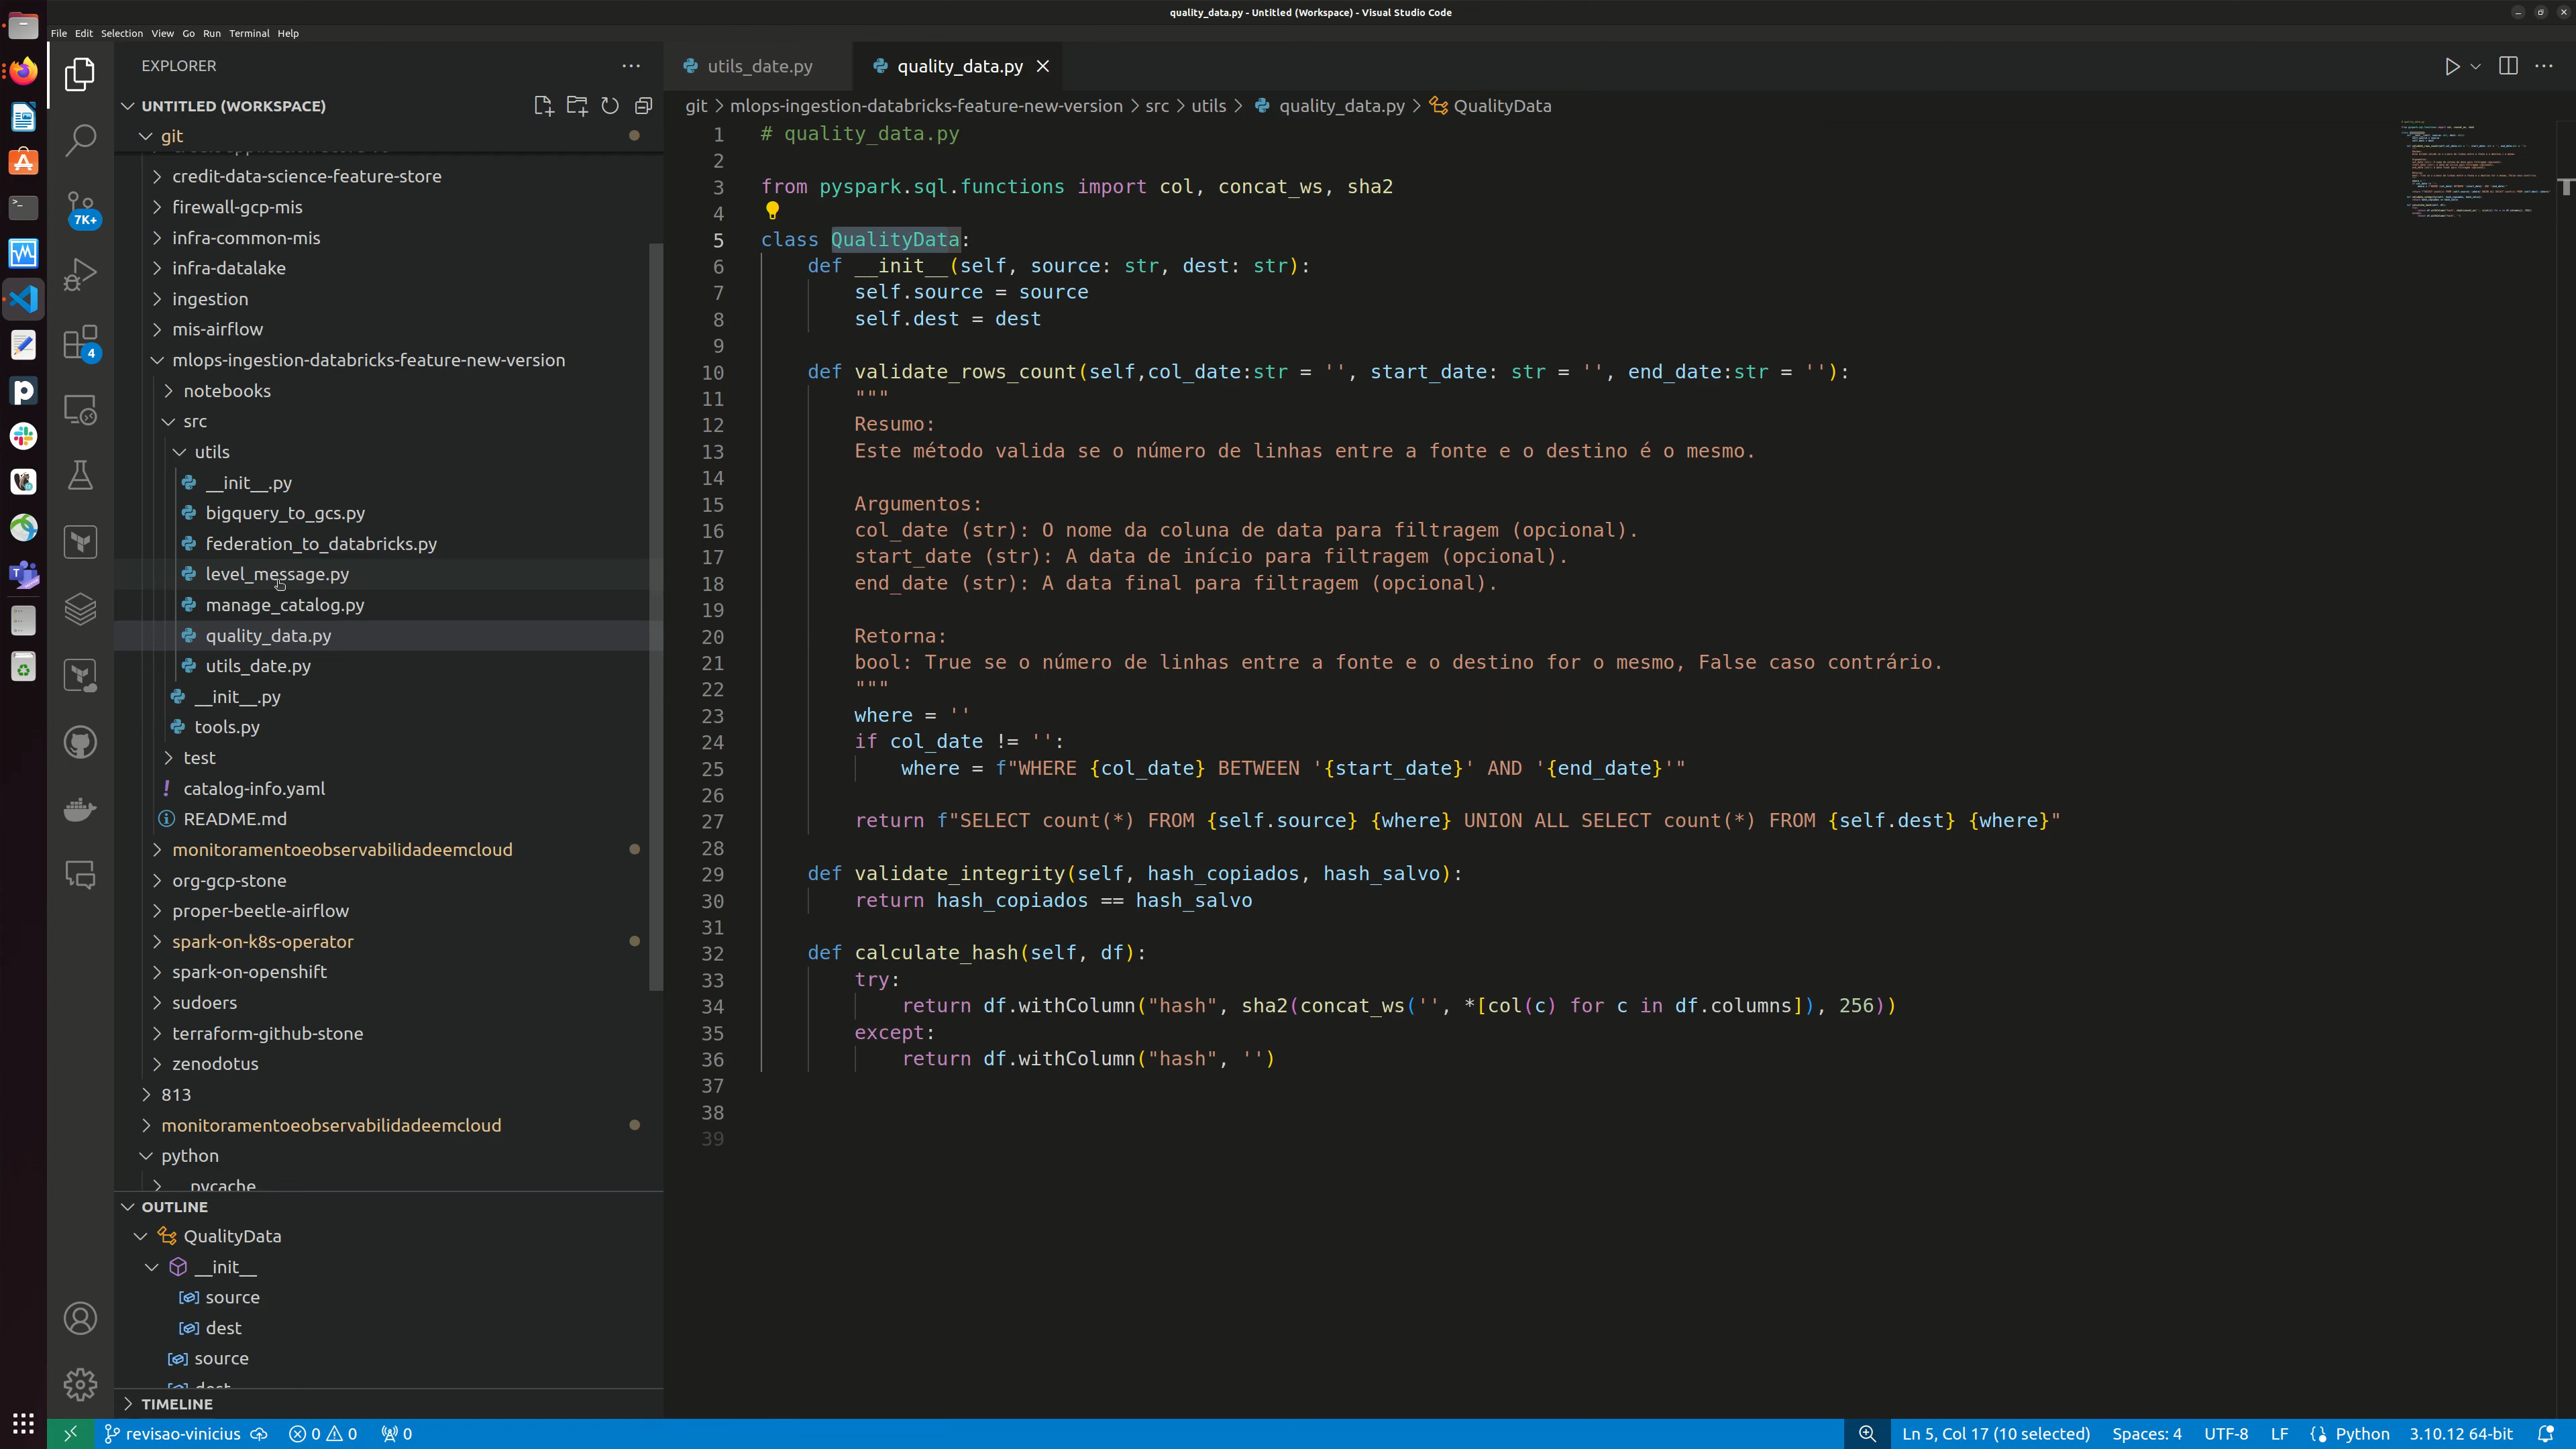 quality_data.py - Untitled (Workspace) - Visual Studio Code
File Edit Selection View Go Run Terminal Help
EXPLORER
UNTITLED (WORKSPACE)
git
credit-data-science-feature-store
firewall-gcp-mis
infra-common-mis
infra-datalake
ingestion
mis-airflow
mlops-ingestion-databricks-feature-new-version
notebooks
src
utils
__init__.py
bigquery_to_gcs.py
federation_to_databricks.py
level_message.py
manage_catalog.py
quality_data.py
utils_date.py
__init__.py
tools.py
test
catalog-info.yaml
README.md
monitoramentoeobservabilidadeemcloud
org-gcp-stone
proper-beetle-airflow
spark-on-k8s-operator
spark-on-openshift
sudoers
terraform-github-stone
zenodotus
813
monitoramentoeobservabilidadeemcloud
python
__pycache__
OUTLINE
QualityData
__init__
source
dest
source
dest
TIMELINE
7K+
4
utils_date.py
quality_data.py
git > mlops-ingestion-databricks-feature-new-version > src > utils > quality_data.py > QualityData
1 # quality_data.py
2
3 from pyspark.sql.functions import col, concat_ws, sha2
4
5 class QualityData:
6 def __init__(self, source: str, dest: str):
7 self.source = source
8 self.dest = dest
9
10 def validate_rows_count(self,col_date:str = '', start_date: str = '', end_date:str = ''):
11 """
12 Resumo:
13 Este método valida se o número de linhas entre a fonte e o destino é o mesmo.
14
15 Argumentos:
16 col_date (str): O nome da coluna de data para filtragem (opcional).
17 start_date (str): A data de início para filtragem (opcional).
18 end_date (str): A data final para filtragem (opcional).
19
20 Retorna:
21 bool: True se o número de linhas entre a fonte e o destino for o mesmo, False caso contrário.
22 """
23 where = ''
24 if col_date != '':
25 where = f"WHERE {col_date} BETWEEN '{start_date}' AND '{end_date}'"
26
27 return f"SELECT count(*) FROM {self.source} {where} UNION ALL SELECT count(*) FROM {self.dest} {where}"
28
29 def validate_integrity(self, hash_copiados, hash_salvo):
30 return hash_copiados == hash_salvo
31
32 def calculate_hash(self, df):
33 try:
34 return df.withColumn("hash", sha2(concat_ws('', *[col(c) for c in df.columns]), 256))
35 except:
36 return df.withColumn("hash", '')
37
38
39
revisao-vinicius 0 0 0
Ln 5, Col 17 (10 selected) Spaces: 4 UTF-8 LF Python 3.10.12 64-bit